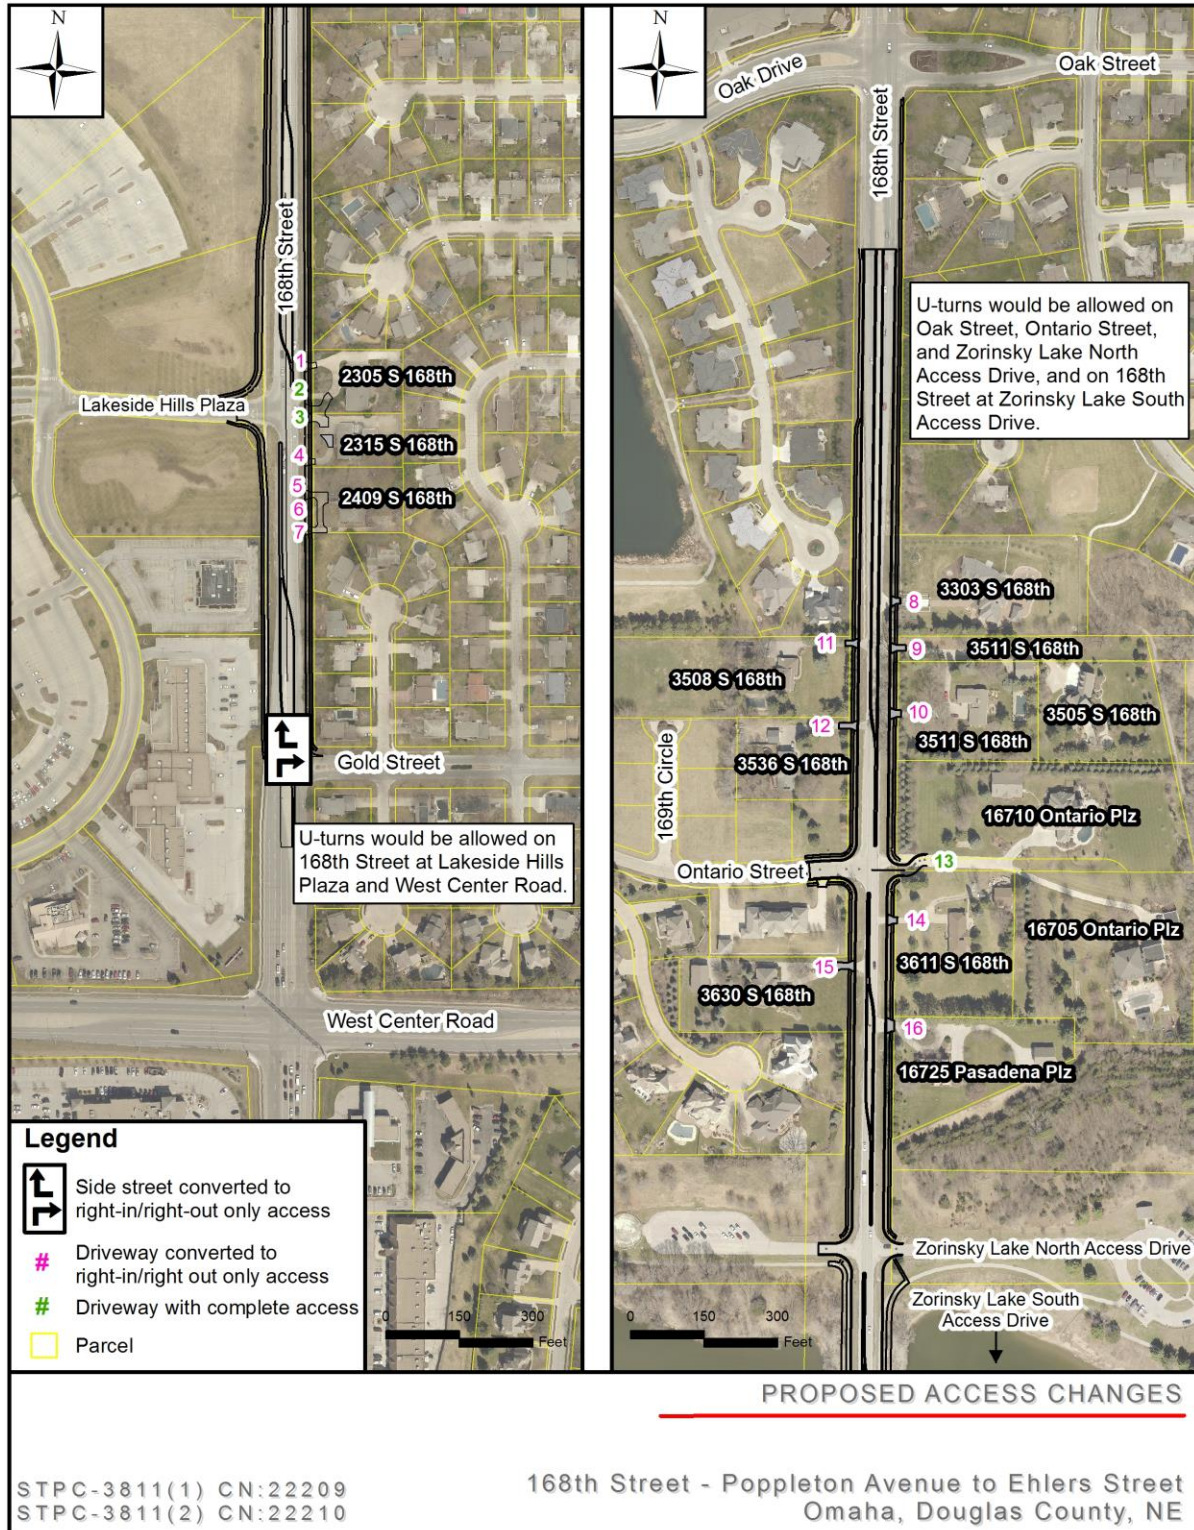 N
168th Street
1
2305 S 168th
2
Lakeside Hills Plaza
3
2315 S 168th
4
5
2409 S 168th
6
7
Gold Street
U-turns would be allowed on
168th Street at Lakeside Hills
Plaza and West Center Road.
West Center Road
Legend
Side street converted to
right-in/right-out only access
# Driveway converted to
right-in/right out only access
# Driveway with complete access
Parcel
0 150 300
Feet
N
Oak Drive
168th Street
Oak Street
U-turns would be allowed on
Oak Street, Ontario Street,
and Zorinsky Lake North
Access Drive, and on 168th
Street at Zorinsky Lake South
Access Drive.
3303 S 168th
8
11
9
3511 S 168th
3508 S 168th
10
3505 S 168th
12
3511 S 168th
3536 S 168th
169th Circle
16710 Ontario Plz
13
Ontario Street
14
16705 Ontario Plz
3611 S 168th
15
3630 S 168th
16
16725 Pasadena Plz
Zorinsky Lake North Access Drive
Zorinsky Lake South
Access Drive
0 150 300
Feet
PROPOSED ACCESS CHANGES
STPC-3811(1) CN:22209
STPC-3811(2) CN:22210
168th Street - Poppleton Avenue to Ehlers Street
Omaha, Douglas County, NE